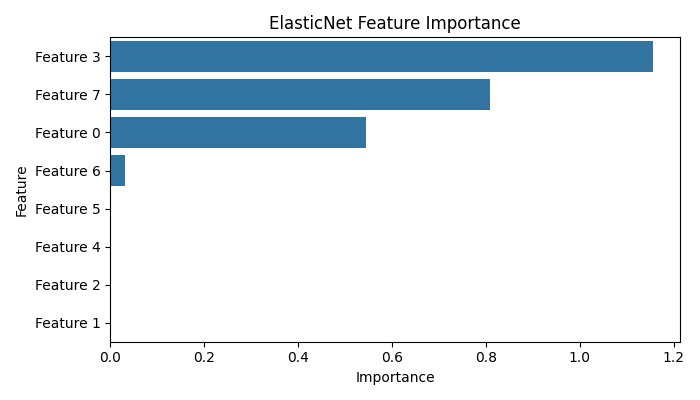 ElasticNet Feature Importance
Feature
Feature 3
Feature 7
Feature 0
Feature 6
Feature 5
Feature 4
Feature 2
Feature 1
0.0 0.2 0.4 0.6 0.8 1.0 1.2
Importance